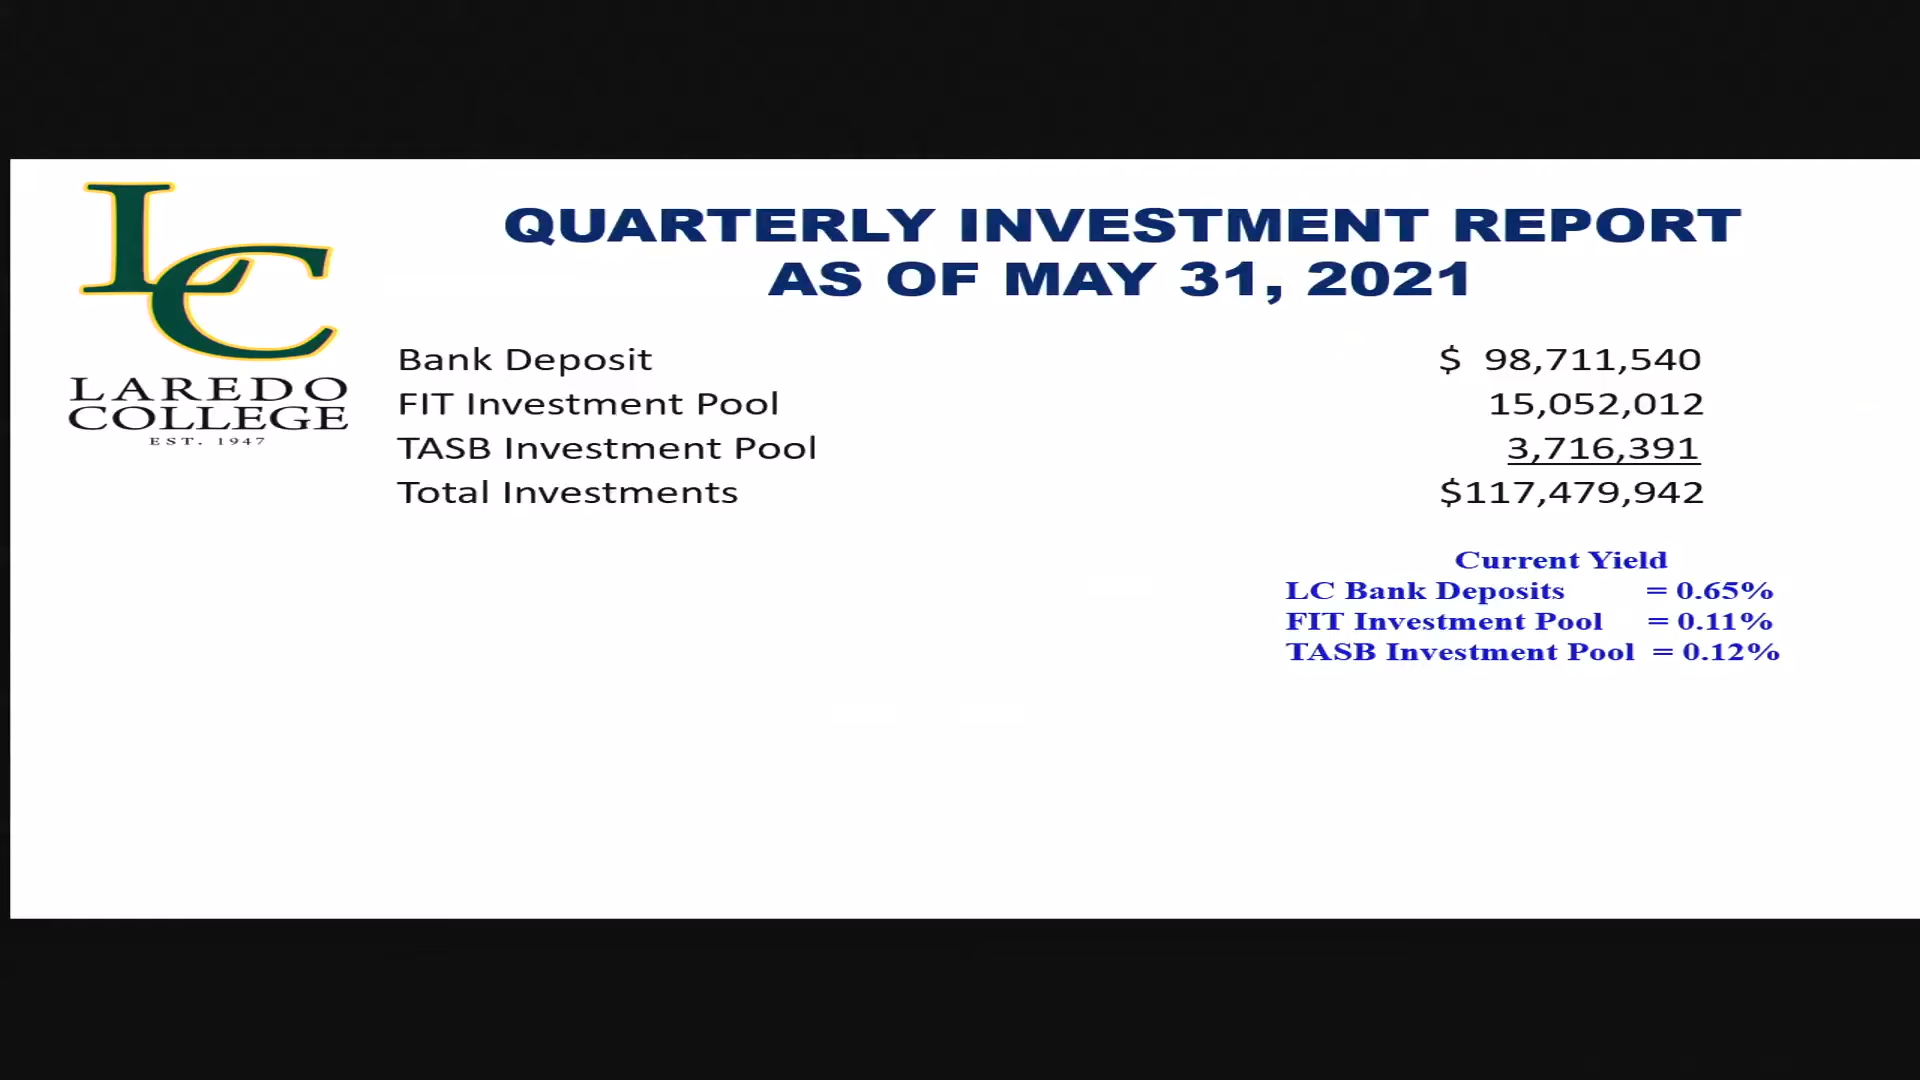 LC
LAREDO
COLLEGE
EST. 1947
QUARTERLY INVESTMENT REPORT
AS OF MAY 31, 2021
Bank Deposit $ 98,711,540
FIT Investment Pool 15,052,012
TASB Investment Pool 3,716,391
Total Investments $117,479,942
Current Yield
LC Bank Deposits = 0.65%
FIT Investment Pool = 0.11%
TASB Investment Pool = 0.12%